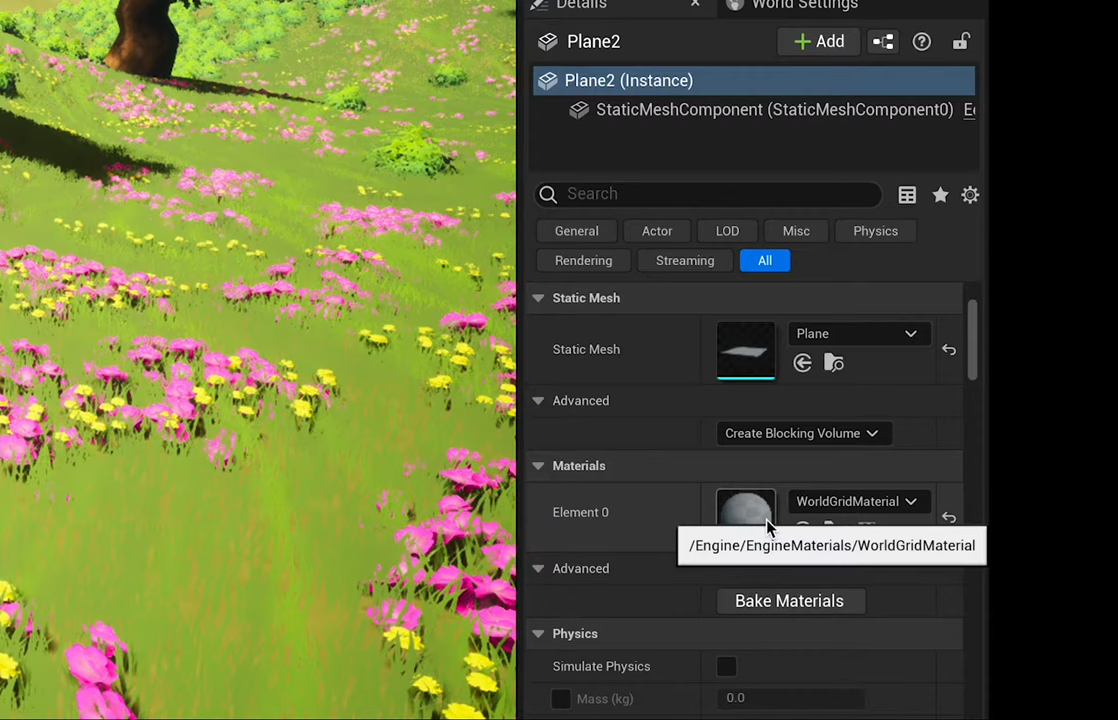 Details
World Settings
Plane2
+ Add
Plane2 (Instance)
StaticMeshComponent (StaticMeshComponent0)
Search
General
Actor
LOD
Misc
Physics
Rendering
Streaming
All
Static Mesh
Static Mesh
Plane
Advanced
Create Blocking Volume
Materials
Element 0
WorldGridMaterial
/Engine/EngineMaterials/WorldGridMaterial
Advanced
Bake Materials
Physics
Simulate Physics
Mass (kg)
0.0